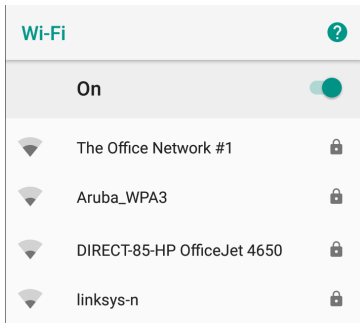 Wi-Fi
?
On
The Office Network #1
Aruba_WPA3
DIRECT-85-HP OfficeJet 4650
linksys-n